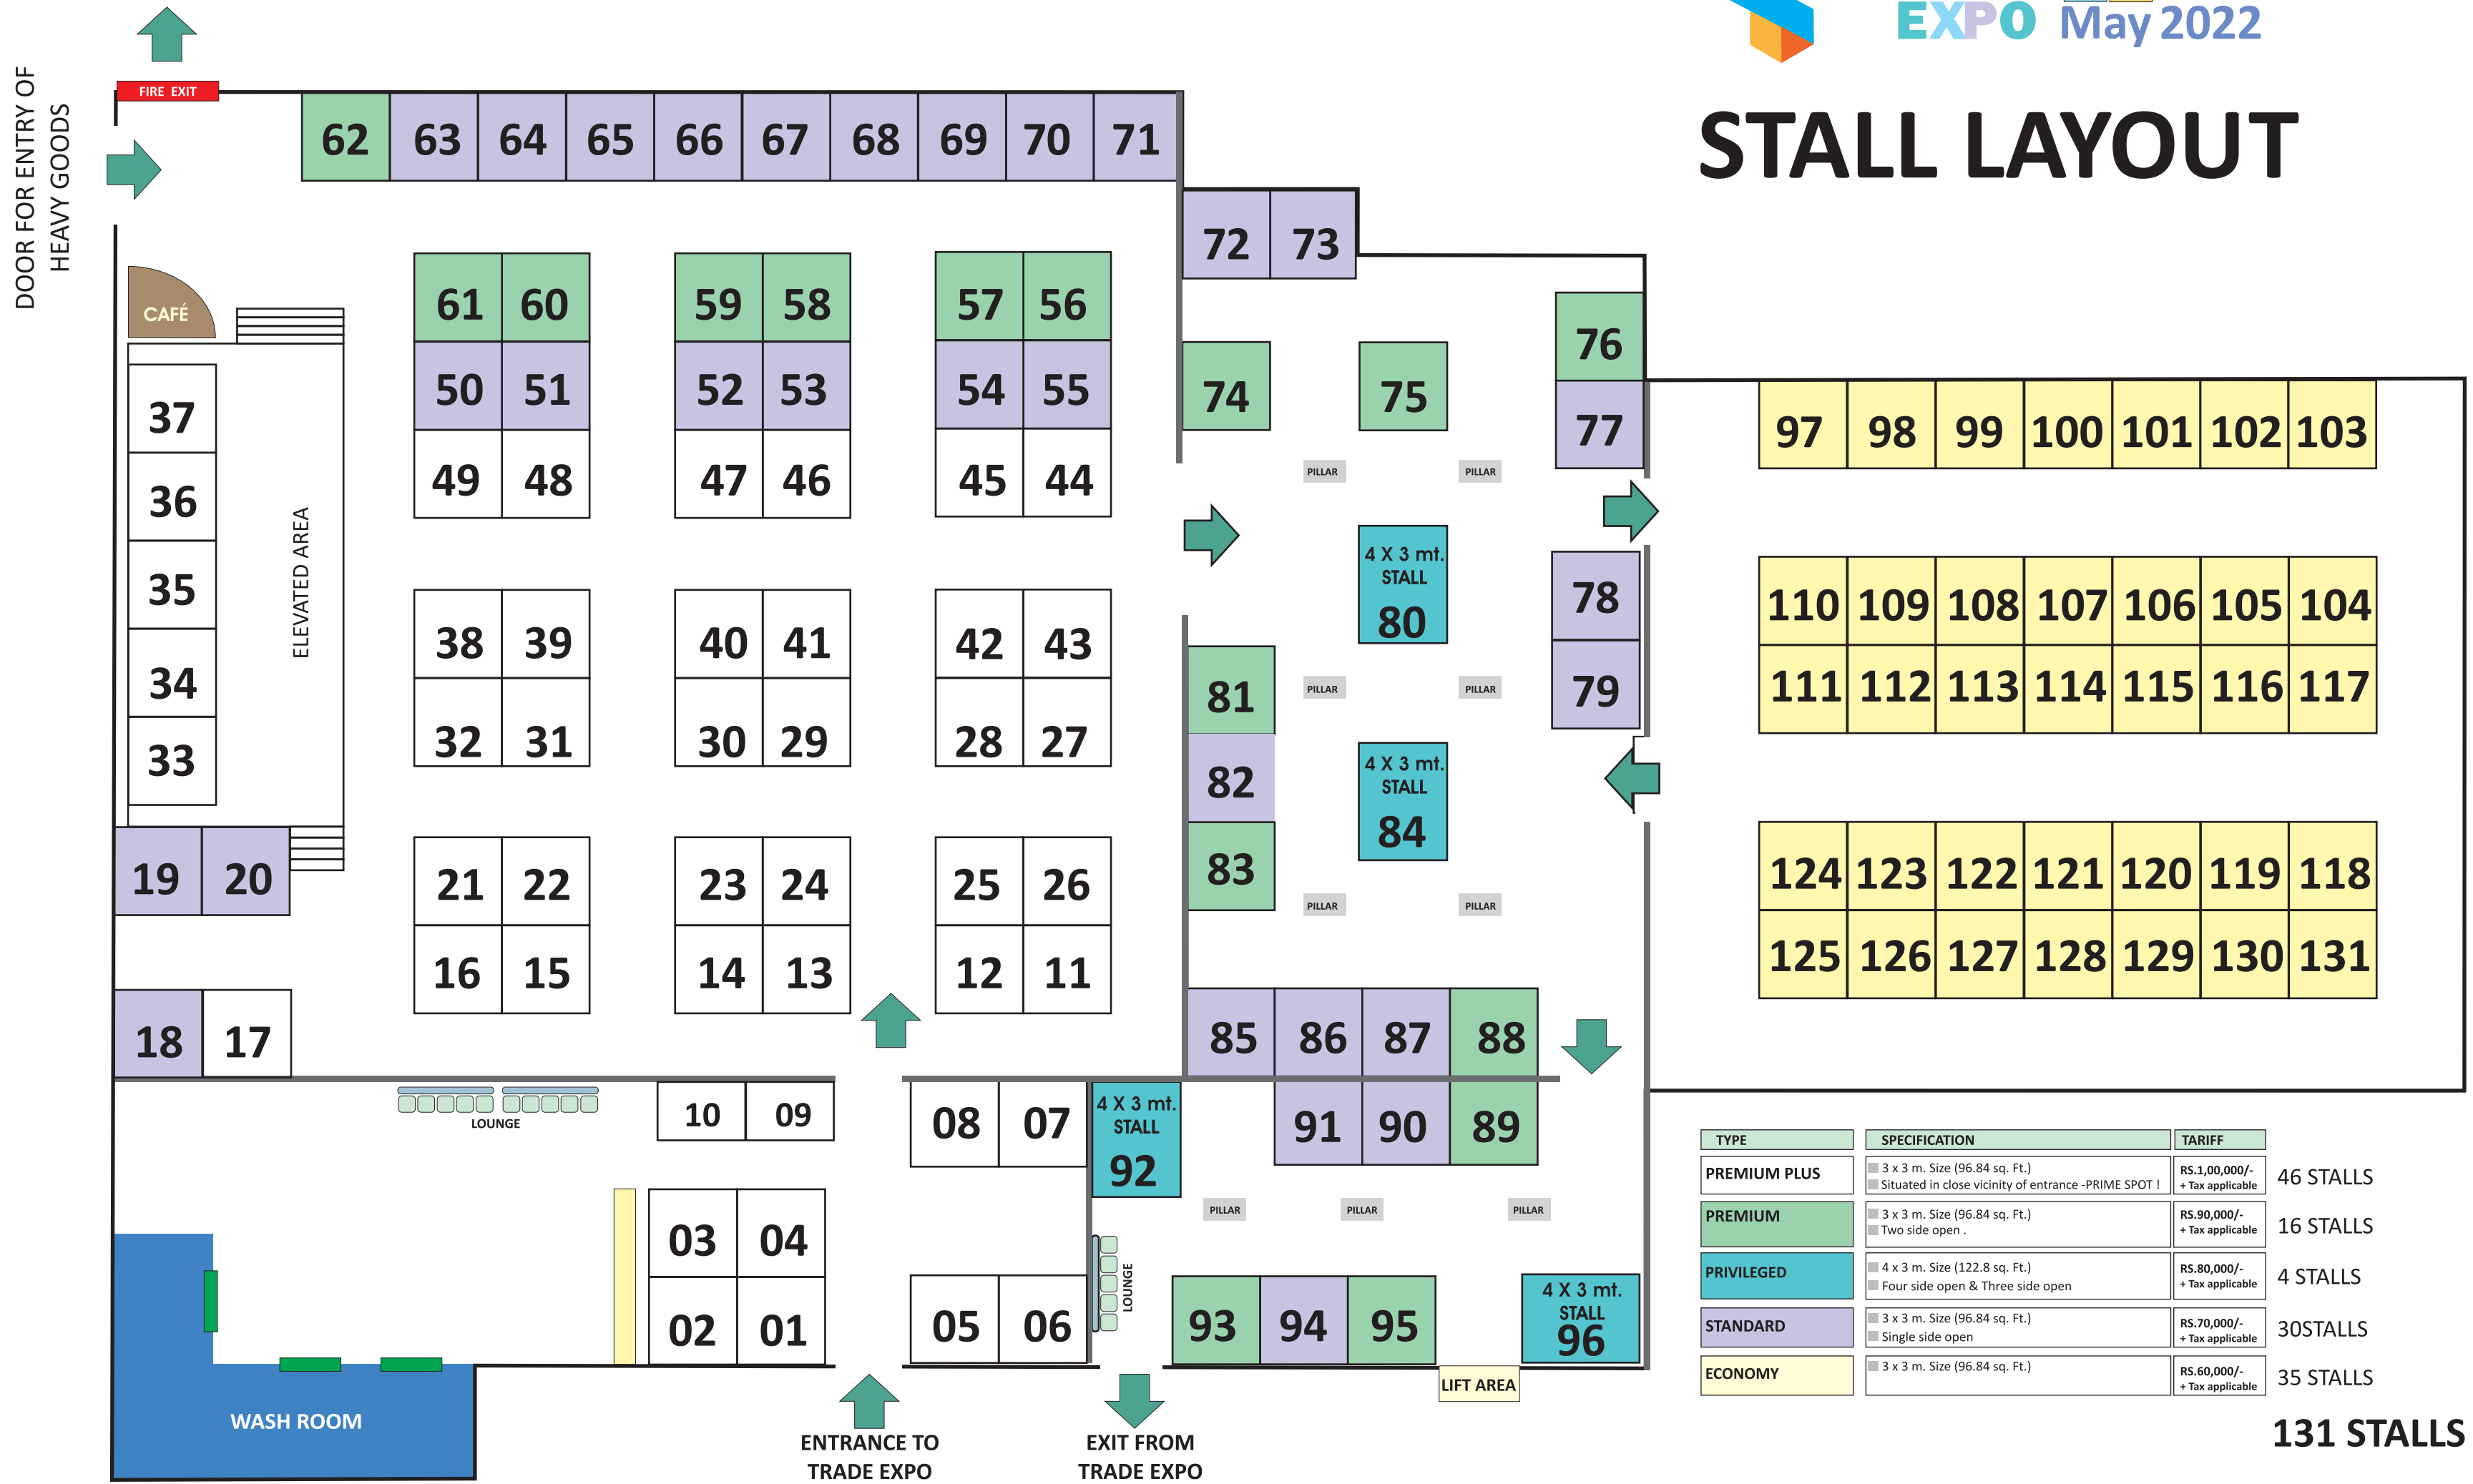 EXPO May 2022
STALL LAYOUT
DOOR FOR ENTRY OF
HEAVY GOODS
FIRE EXIT
62 63 64 65 66 67 68 69 70 71
72 73
CAFÉ
61 60 59 58 57 56
50 51 52 53 54 55
49 48 47 46 45 44
74 75
76
77
PILLAR PILLAR
97 98 99 100 101 102 103
37
36
35
34
33
ELEVATED AREA
38 39 40 41 42 43
32 31 30 29 28 27
4 X 3 mt.
STALL
80
78
79
110 109 108 107 106 105 104
111 112 113 114 115 116 117
81
82
83
PILLAR PILLAR
4 X 3 mt.
STALL
84
PILLAR PILLAR
19 20
21 22 23 24 25 26
16 15 14 13 12 11
124 123 122 121 120 119 118
125 126 127 128 129 130 131
18 17
85 86 87 88
LOUNGE
10 09
08 07
4 X 3 mt.
STALL
92
91 90 89
PILLAR PILLAR PILLAR
03 04
02 01
05 06
LOUNGE
93 94 95
4 X 3 mt.
STALL
96
LIFT AREA
WASH ROOM
ENTRANCE TO
TRADE EXPO
EXIT FROM
TRADE EXPO
TYPE SPECIFICATION TARIFF
PREMIUM PLUS
3 x 3 m. Size (96.84 sq. Ft.)
Situated in close vicinity of entrance -PRIME SPOT !
RS.1,00,000/-
+ Tax applicable
46 STALLS
PREMIUM
3 x 3 m. Size (96.84 sq. Ft.)
Two side open .
RS.90,000/-
+ Tax applicable
16 STALLS
PRIVILEGED
4 x 3 m. Size (122.8 sq. Ft.)
Four side open & Three side open
RS.80,000/-
+ Tax applicable
4 STALLS
STANDARD
3 x 3 m. Size (96.84 sq. Ft.)
Single side open
RS.70,000/-
+ Tax applicable
30STALLS
ECONOMY
3 x 3 m. Size (96.84 sq. Ft.)
RS.60,000/-
+ Tax applicable
35 STALLS
131 STALLS